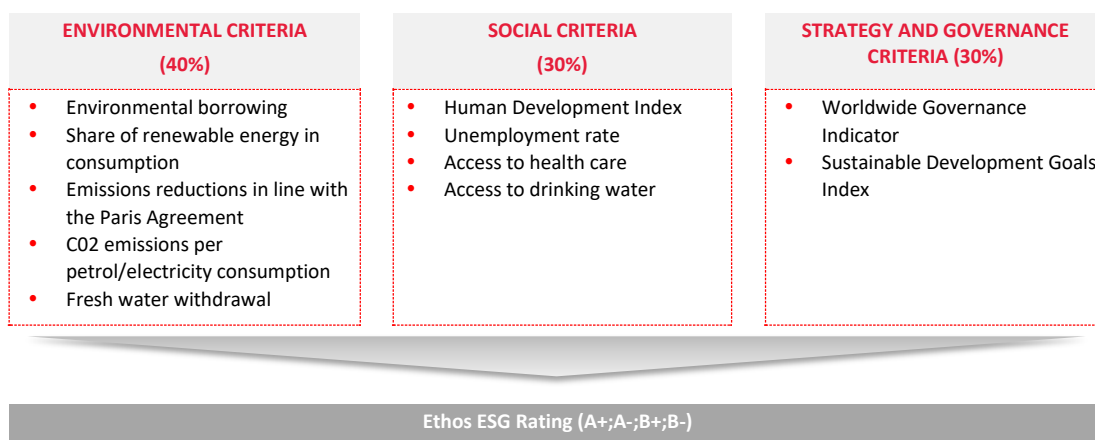 ENVIRONMENTAL CRITERIA
(40%)
• Environmental borrowing
• Share of renewable energy in
consumption
• Emissions reductions in line with
the Paris Agreement
• C02 emissions per
petrol/electricity consumption
• Fresh water withdrawal
SOCIAL CRITERIA
(30%)
• Human Development Index
• Unemployment rate
• Access to health care
• Access to drinking water
STRATEGY AND GOVERNANCE
CRITERIA (30%)
• Worldwide Governance
Indicator
• Sustainable Development Goals
Index
Ethos ESG Rating (A+;A-;B+;B-)